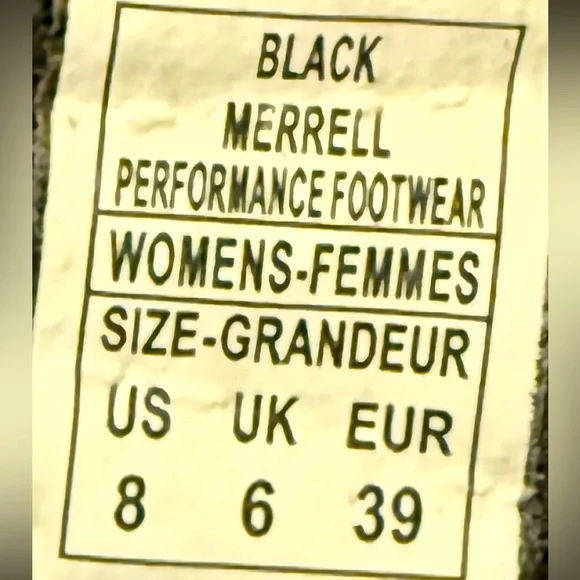 BLACK
MERRELL
PERFORMANCE FOOTWEAR
WOMENS-FEMMES
SIZE-GRANDEUR
US UK EUR
8 6 39